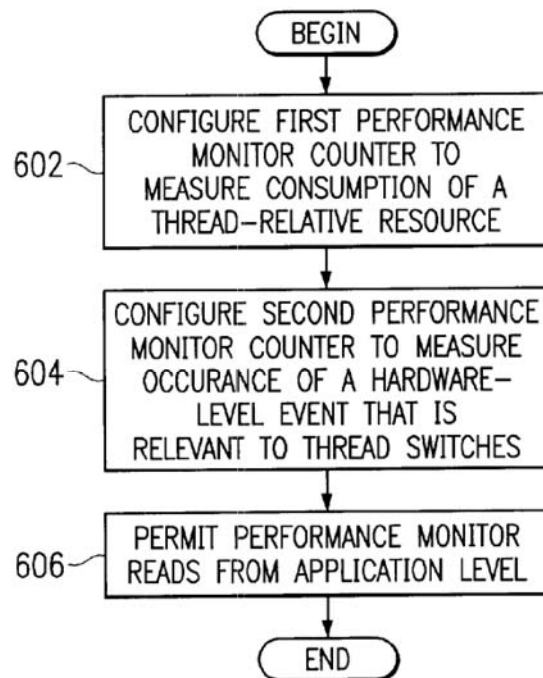 BEGIN
CONFIGURE FIRST PERFORMANCE
MONITOR COUNTER TO
MEASURE CONSUMPTION OF A
THREAD-RELATIVE RESOURCE
602
CONFIGURE SECOND PERFORMANCE
MONITOR COUNTER TO MEASURE
OCCURANCE OF A HARDWARE-
LEVEL EVENT THAT IS
RELEVANT TO THREAD SWITCHES
604
PERMIT PERFORMANCE MONITOR
READS FROM APPLICATION LEVEL
606
END